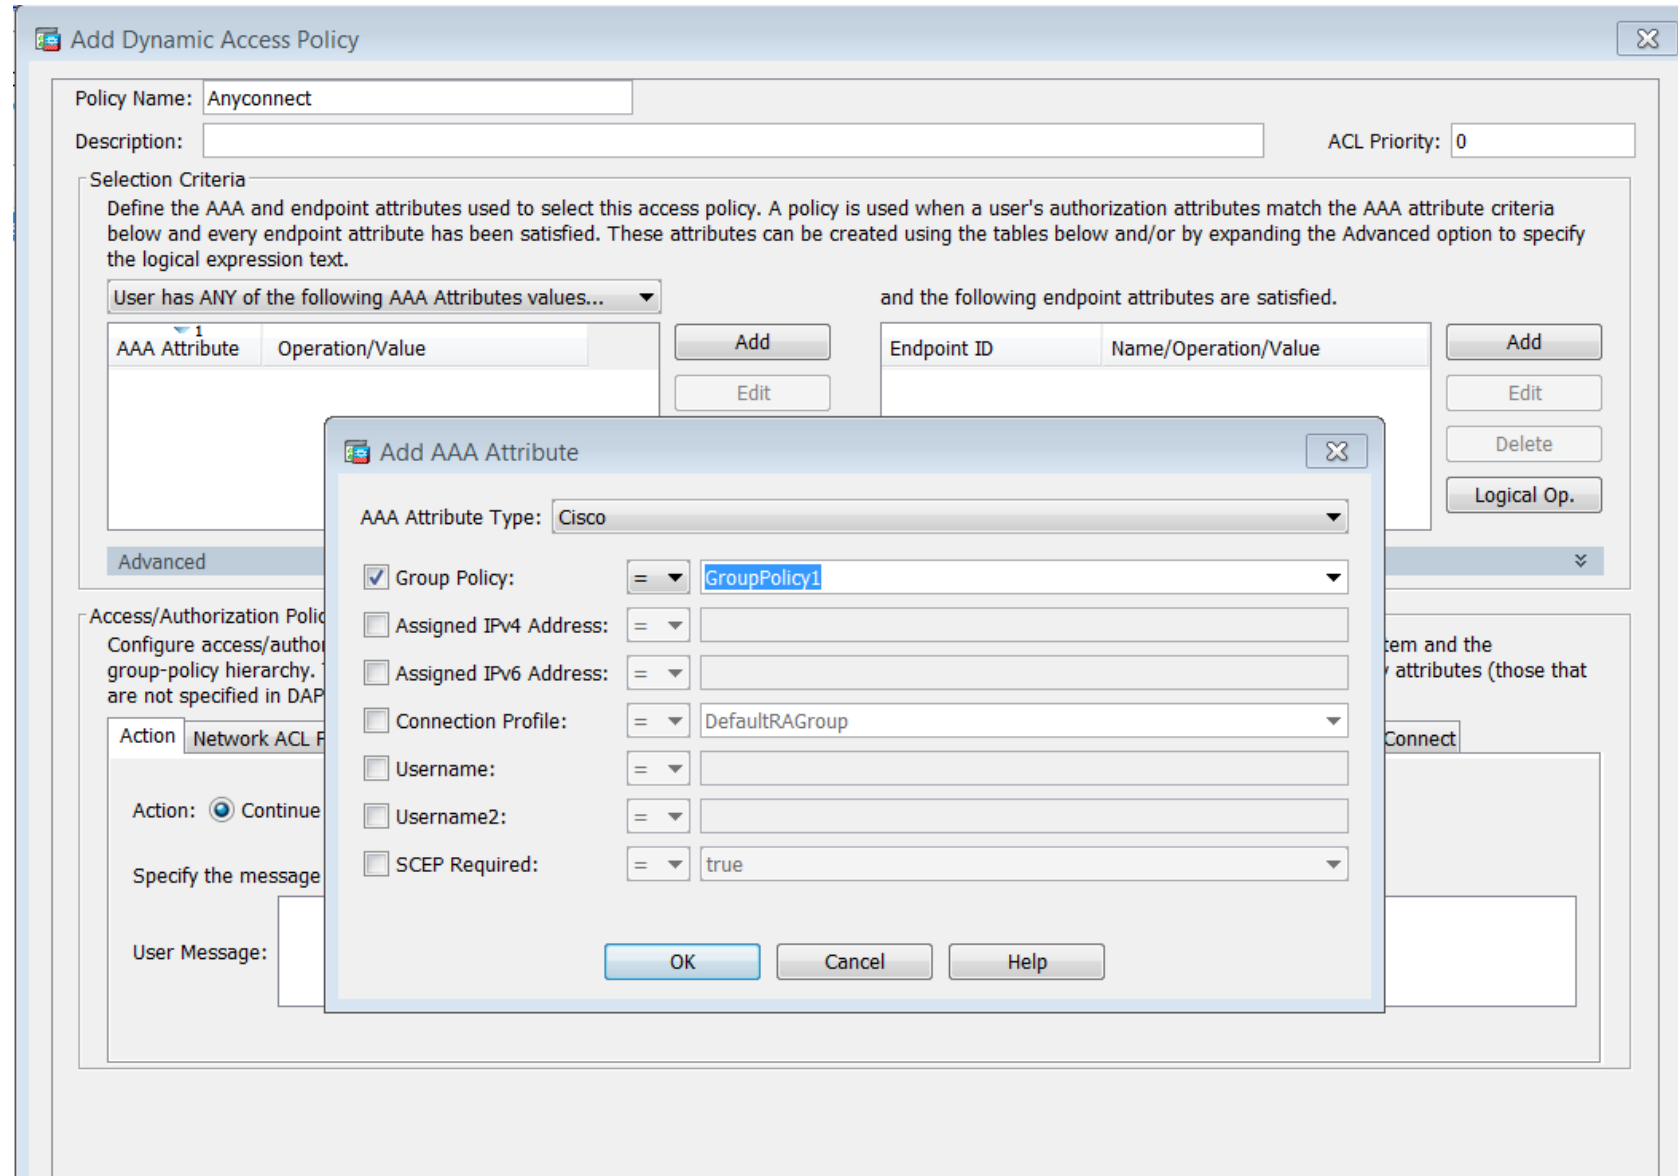 Add Dynamic Access Policy
Policy Name: Anyconnect
Description:
ACL Priority: 0
Selection Criteria
Define the AAA and endpoint attributes used to select this access policy. A policy is used when a user's authorization attributes match the AAA attribute criteria
below and every endpoint attribute has been satisfied. These attributes can be created using the tables below and/or by expanding the Advanced option to specify
the logical expression text.
User has ANY of the following AAA Attributes values...
and the following endpoint attributes are satisfied.
1
AAA Attribute Operation/Value
Add
Edit
Endpoint ID Name/Operation/Value
Add
Edit
Delete
Logical Op.
Advanced
Add AAA Attribute
AAA Attribute Type: Cisco
Group Policy: = GroupPolicy1
Assigned IPv4 Address: =
Assigned IPv6 Address: =
Connection Profile: = DefaultRAGroup
Username: =
Username2: =
SCEP Required: = true
OK Cancel Help
Access/Authorization
Configure access/
group-policy hierarchy. attributes (those that
are not specified in DAP
and the
Action Network ACL
Connect
Action: Continue
Specify the message
User Message: